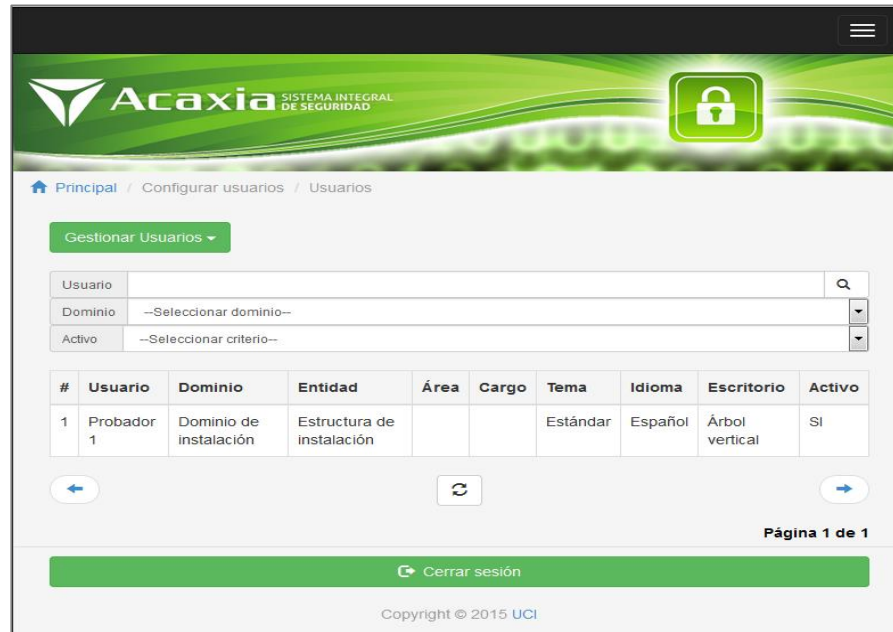 Acaxia SISTEMA INTEGRAL
DE SEGURIDAD
Principal / Configurar usuarios / Usuarios
Gestionar Usuarios
Usuario
Dominio --Seleccionar dominio--
Activo --Seleccionar criterio--
# Usuario Dominio Entidad Área Cargo Tema Idioma Escritorio Activo
1 Probador 1 Dominio de instalación Estructura de instalación Estándar Español Árbol vertical SI
Página 1 de 1
Cerrar sesión
Copyright © 2015 UCI